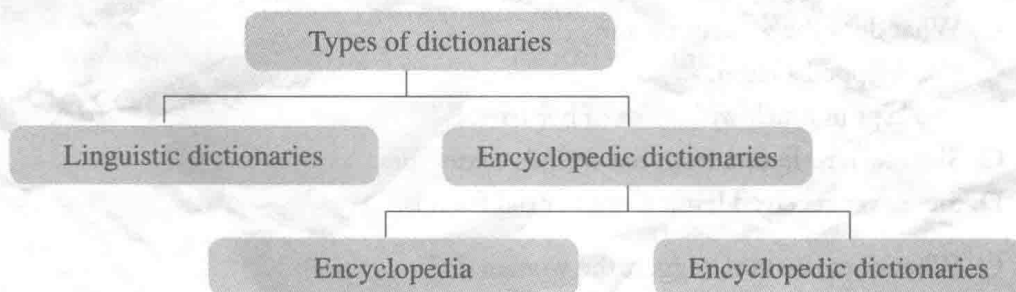 Types of dictionaries
Linguistic dictionaries
Encyclopedic dictionaries
Encyclopedia
Encyclopedic dictionaries